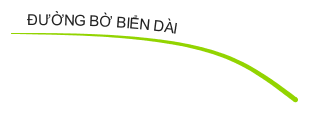 ĐƯỜNG BỜ BIỂN DÀI